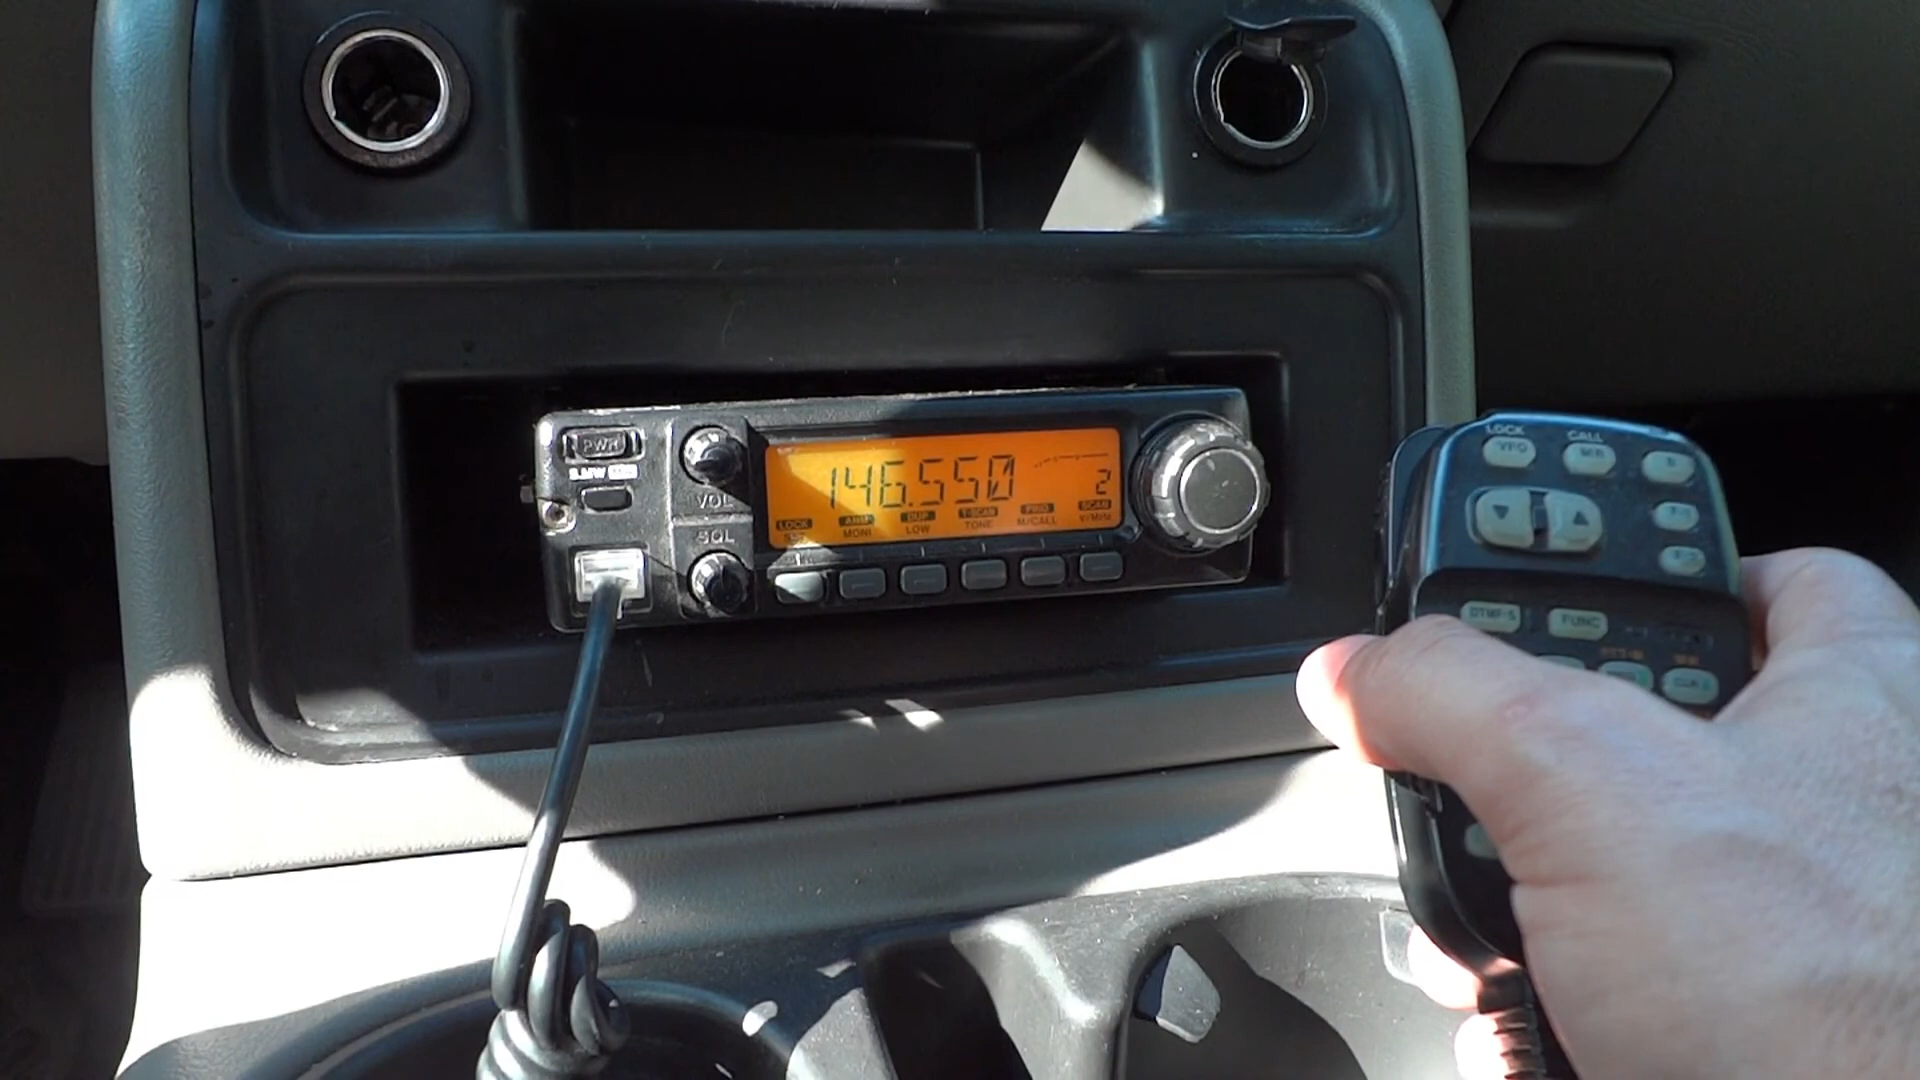 PWR
VOL
SQL
146.550
2
LOCK
SET
ANM
MONI
DUP
LOW
T-SCAN
TONE
PRIO
M/CALL
SCAN
V/MHz
LOCK
VFO
CALL
MR
DTMF-S
FUNC